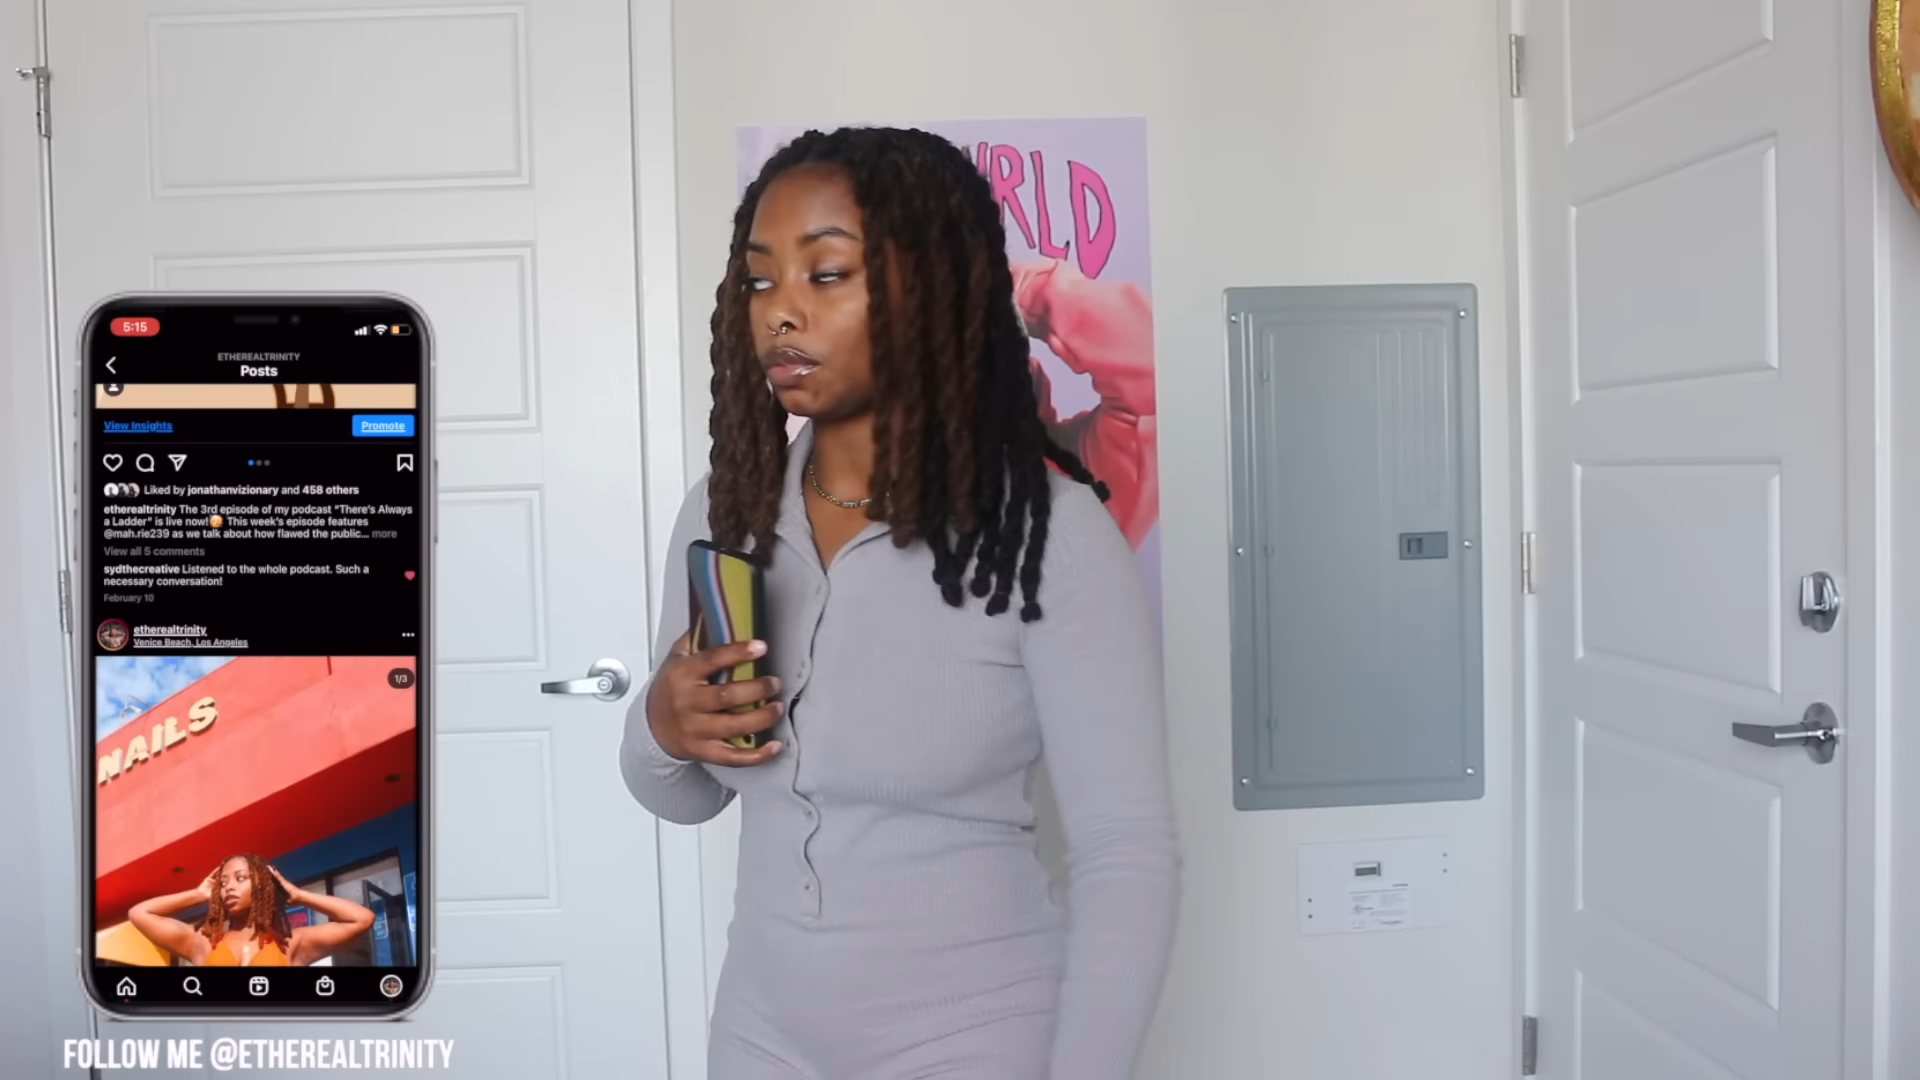 RLD
5:15
ETHEREALTRINITY
Posts
View Insights
Promote
Liked by jonathanvizionary and 458 others
etherealtrinity The 3rd episode of my podcast "There's Always
a Ladder" is live now! This week's episode features
@mah.rie239 as we talk about how flawed the public... more
View all 5 comments
sydthecreative Listened to the whole podcast. Such a
necessary conversation!
February 10
etherealtrinity
Venice Beach, Los Angeles
1/3
NAILS
FOLLOW ME @ETHEREALTRINITY